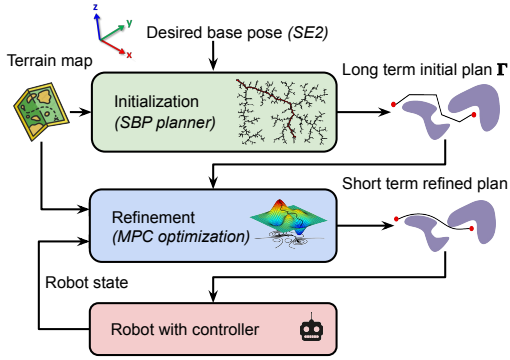 z
y
x
Desired base pose (SE2)
Terrain map
Long term initial plan Γ
Initialization
(SBP planner)
Short term refined plan
Refinement
(MPC optimization)
Robot state
Robot with controller